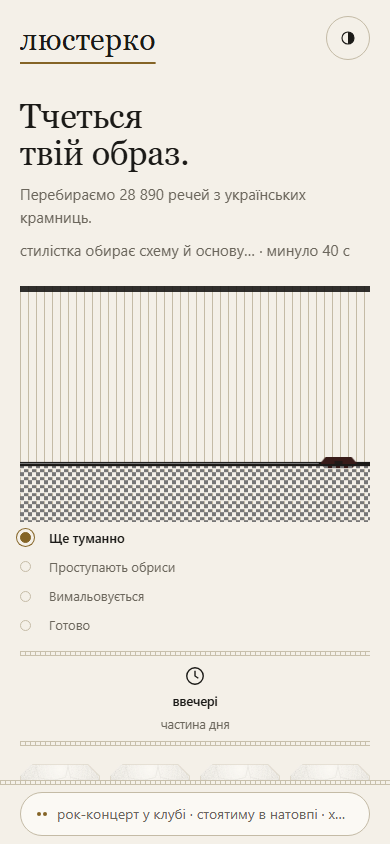 люстерко
Тчеться
твій образ.
Перебираємо 28 890 речей з українських
крамниць.
стилістка обирає схему й основу… · минуло 40 с
Ще туманно
Проступають обриси
Вимальовується
Готово
ввечері
частина дня
рок-концерт у клубі · стоятиму в натовпі · х…